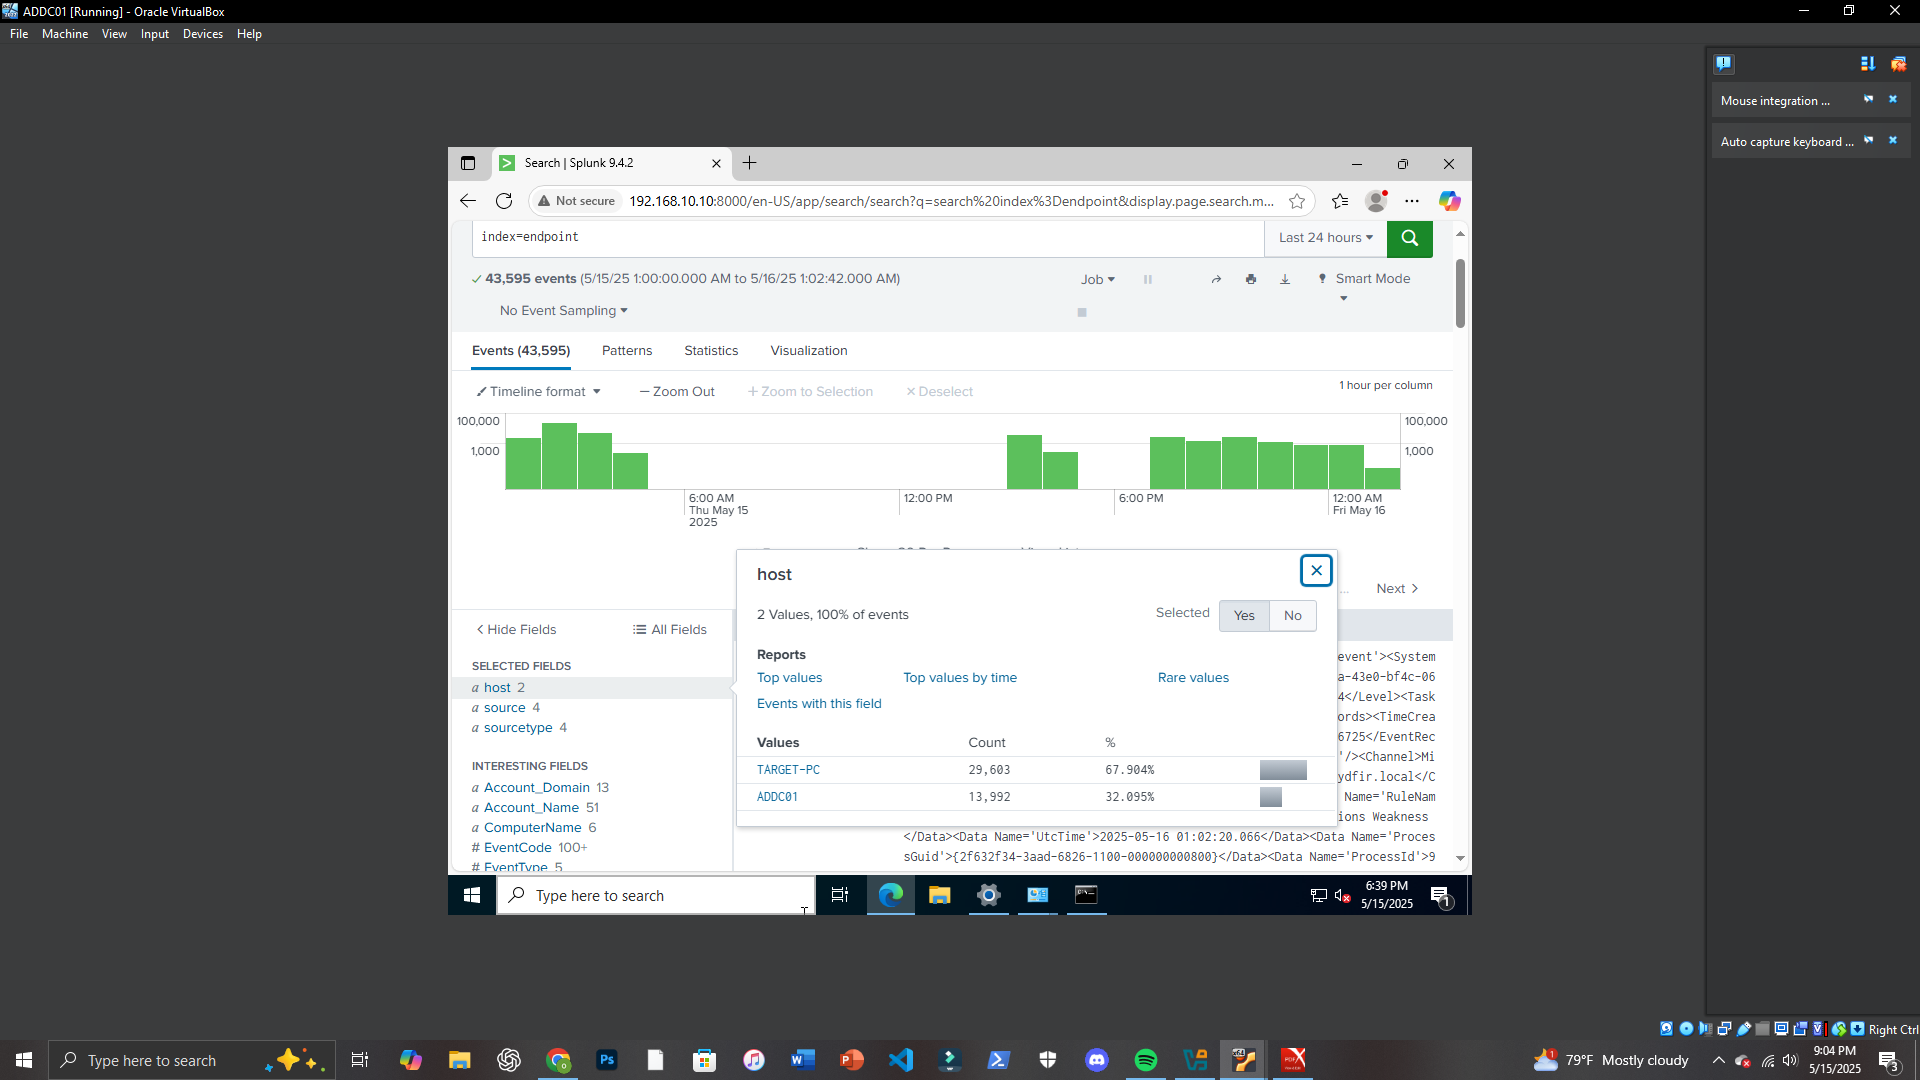 ADDC01 [Running] - Oracle VirtualBox
File Machine View Input Devices Help
Mouse integration ...
Auto capture keyboard ...
Search | Splunk 9.4.2
Not secure 192.168.10.10:8000/en-US/app/search/search?q=search%20index%3Dendpoint&display.page.search.m...
index=endpoint
Last 24 hours
43,595 events (5/15/25 1:00:00.000 AM to 5/16/25 1:02:42.000 AM)
Job
Smart Mode
No Event Sampling
Events (43,595) Patterns Statistics Visualization
Timeline format — Zoom Out + Zoom to Selection × Deselect
1 hour per column
100,000
1,000
100,000
1,000
6:00 AM
Thu May 15
2025
12:00 PM
6:00 PM
12:00 AM
Fri May 16
host
... Next >
2 Values, 100% of events
Selected Yes No
Reports
Top values Top values by time Rare values
Events with this field
Values Count %
TARGET-PC 29,603 67.904%
ADDC01 13,992 32.095%
< Hide Fields All Fields
SELECTED FIELDS
a host 2
a source 4
a sourcetype 4
INTERESTING FIELDS
a Account_Domain 13
a Account_Name 51
a ComputerName 6
# EventCode 100+
# EventType 5
event'><System
a-43e0-bf4c-06
4</Level><Task
ords><TimeCrea
6725</EventRec
'/><Channel>Mi
ydfir.local</C
Name='RuleNam
ions Weakness
</Data><Data Name='UtcTime'>2025-05-16 01:02:20.066</Data><Data Name='Proces
sGuid'>{2f632f34-3aad-6826-1100-000000000800}</Data><Data Name='ProcessId'>9
Type here to search
6:39 PM
5/15/2025
1
Right Ctrl
Type here to search
79°F Mostly cloudy
9:04 PM
5/15/2025
3